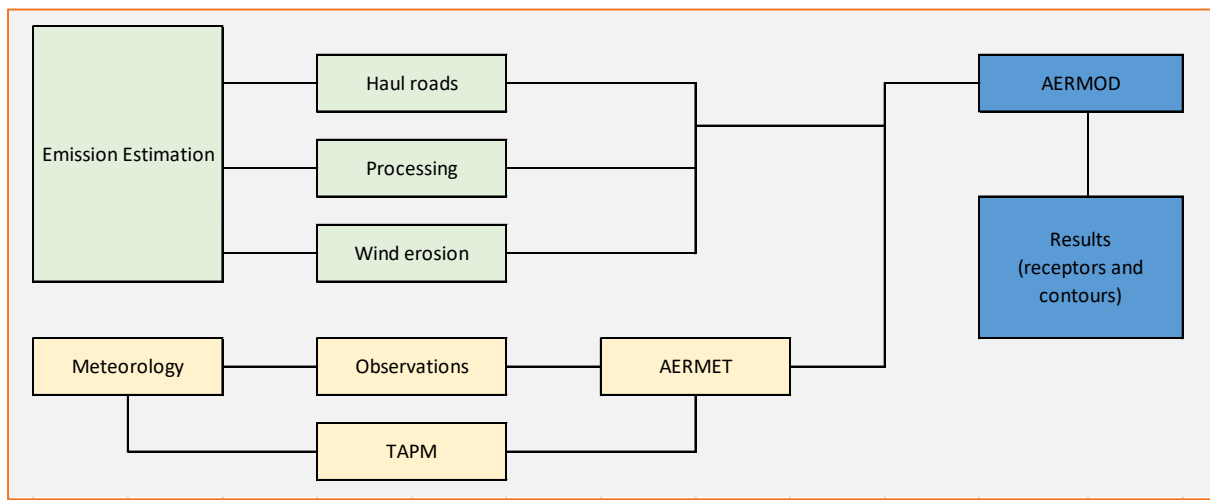 Haul roads
AERMOD
Emission Estimation
Processing
Wind erosion
Results
(receptors and
contours)
Meteorology
Observations
AERMET
TAPM